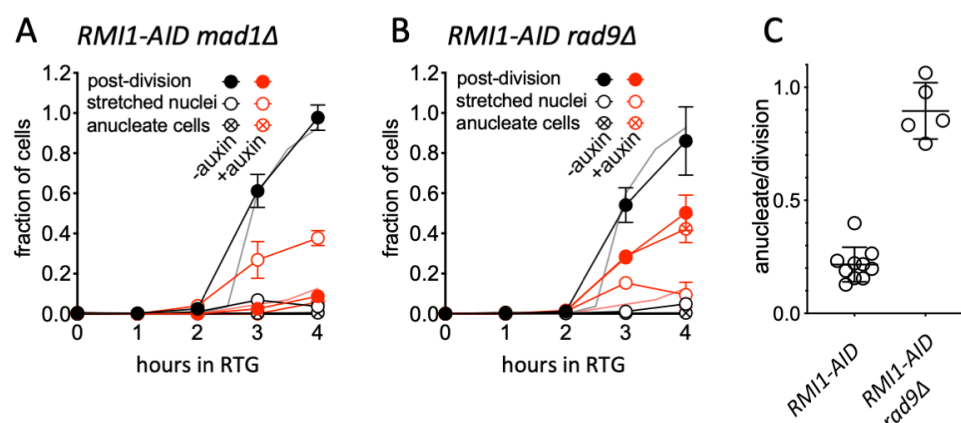 A RMI1-AID mad1Δ
1.2
1.0
0.8
0.6
0.4
0.2
0.0
fraction of cells
post-division
stretched nuclei
anucleate cells
-auxin
+auxin
0 1 2 3 4
hours in RTG
B RMI1-AID rad9Δ
1.2
1.0
0.8
0.6
0.4
0.2
0.0
fraction of cells
post-division
stretched nuclei
anucleate cells
-auxin
+auxin
0 1 2 3 4
hours in RTG
C
1.0
0.5
0.0
anucleate/division
RMI1-AID
RMI1-AID
rad9Δ